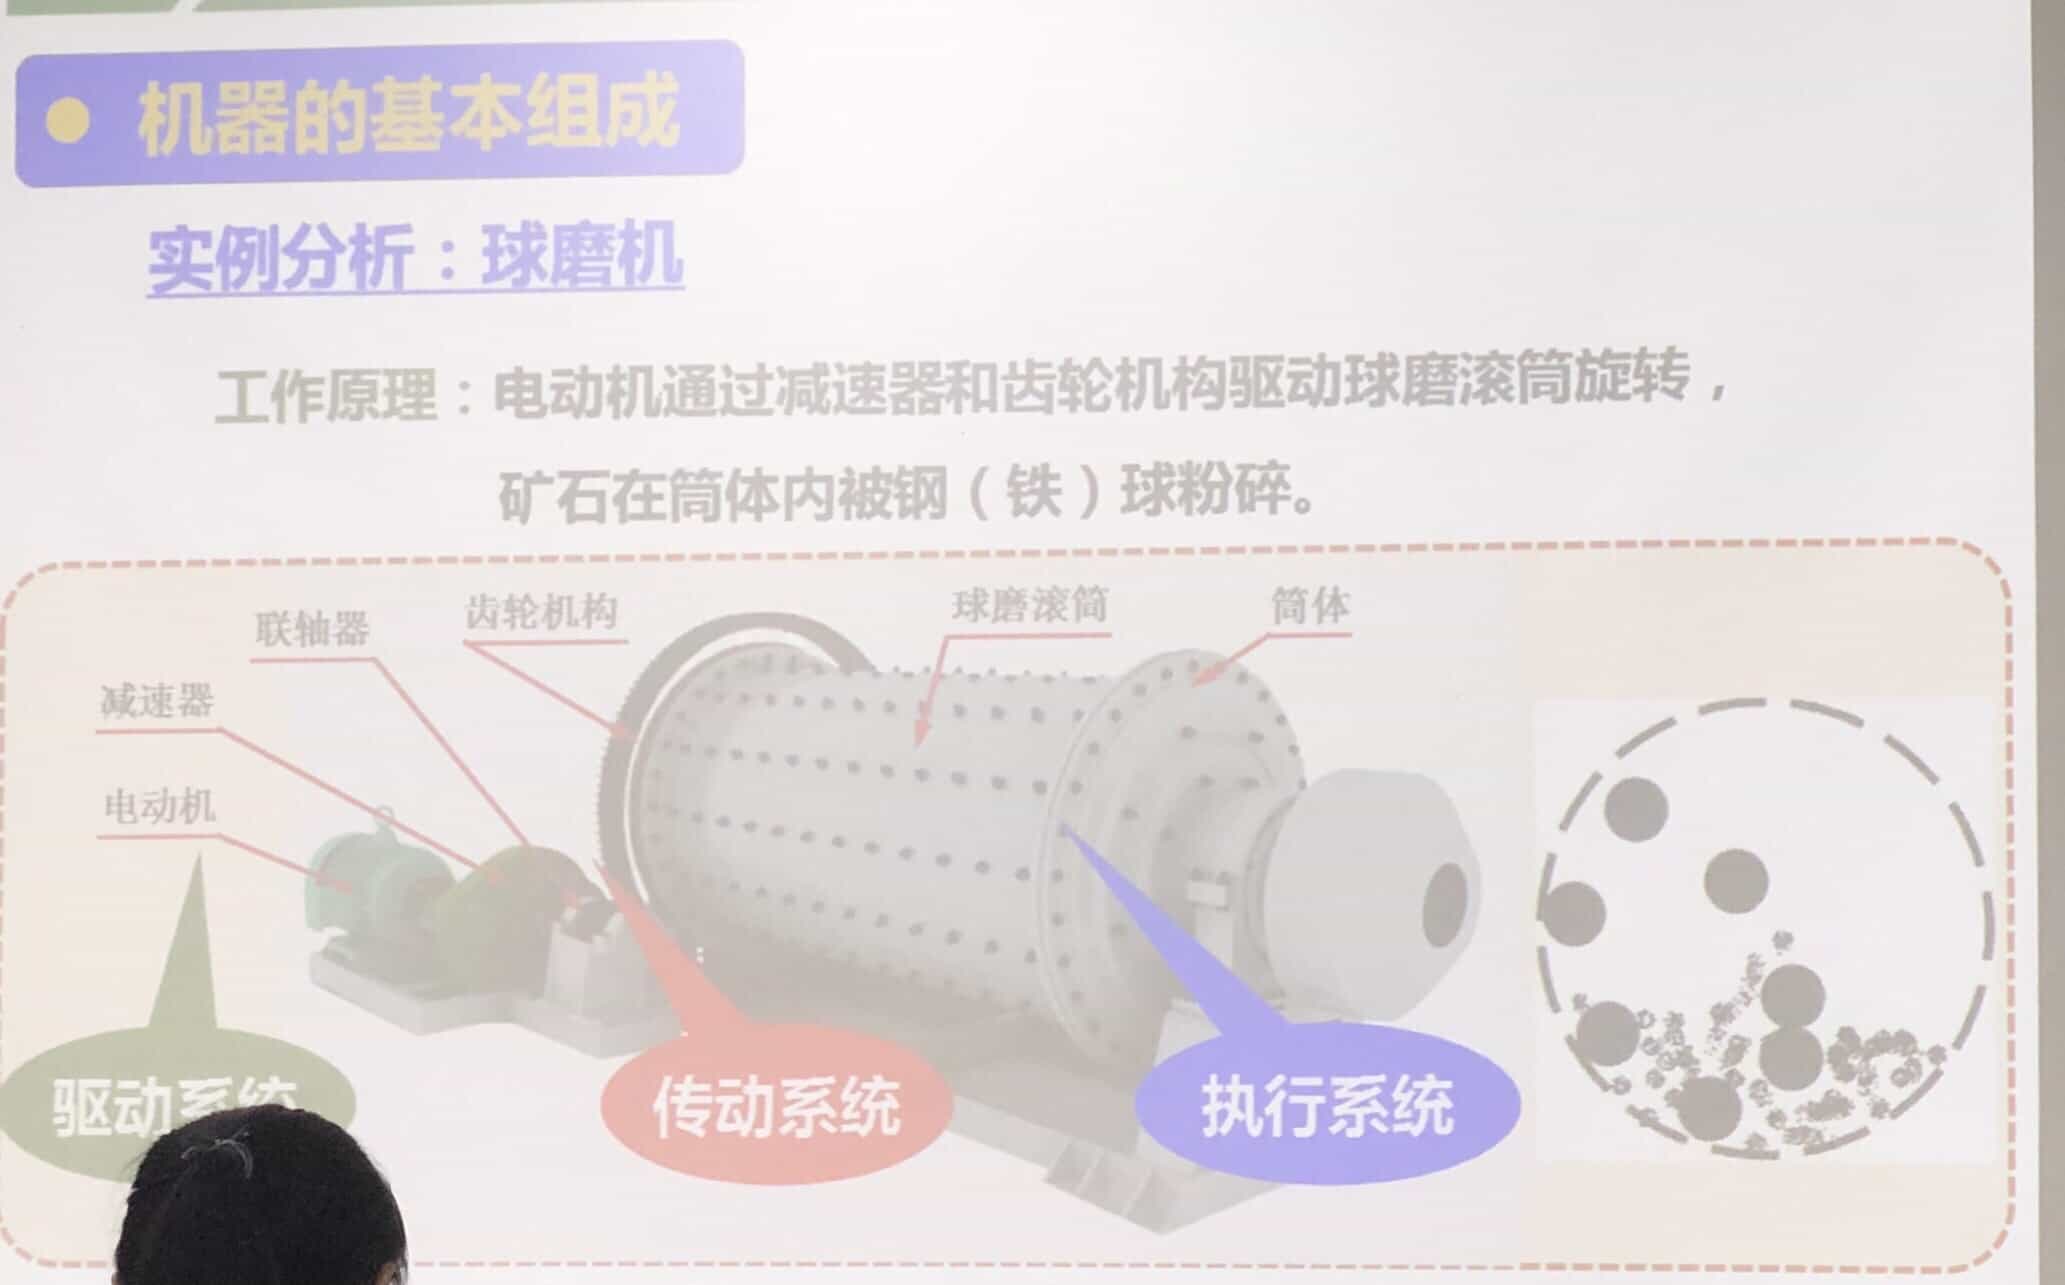 机器的基本组成
实例分析：球磨机
工作原理：电动机通过减速器和齿轮机构驱动球磨滚筒旋转，
矿石在筒体内被钢（铁）球粉碎。
联轴器
齿轮机构
球磨滚筒
筒体
减速器
电动机
驱动系统
传动系统
执行系统